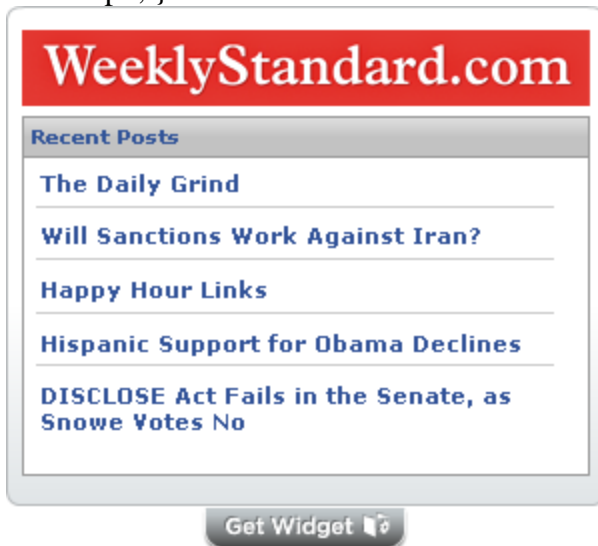 WeeklyStandard.com
Recent Posts
The Daily Grind
Will Sanctions Work Against Iran?
Happy Hour Links
Hispanic Support for Obama Declines
DISCLOSE Act Fails in the Senate, as
Snowe Votes No
Get Widget